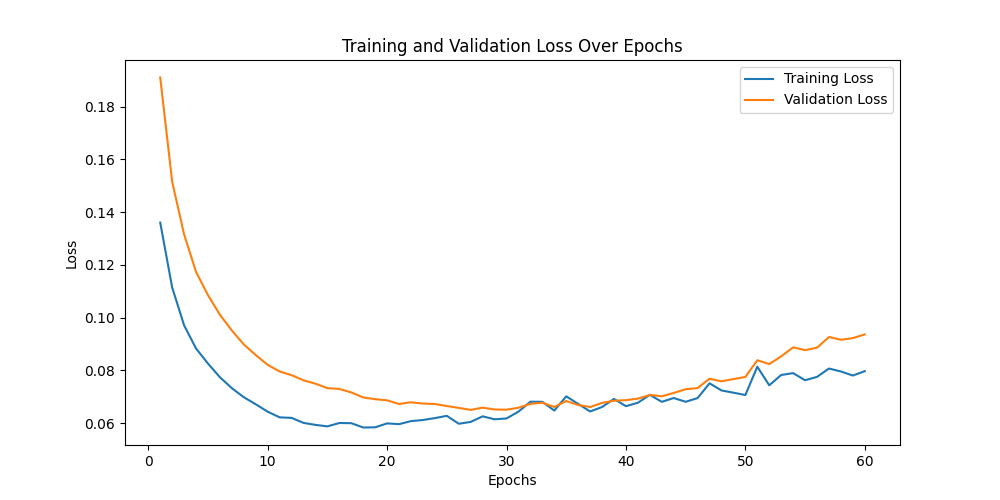 Training and Validation Loss Over Epochs
Training Loss
Validation Loss
Loss
0.18
0.16
0.14
0.12
0.10
0.08
0.06
0
10
20
30
40
50
60
Epochs